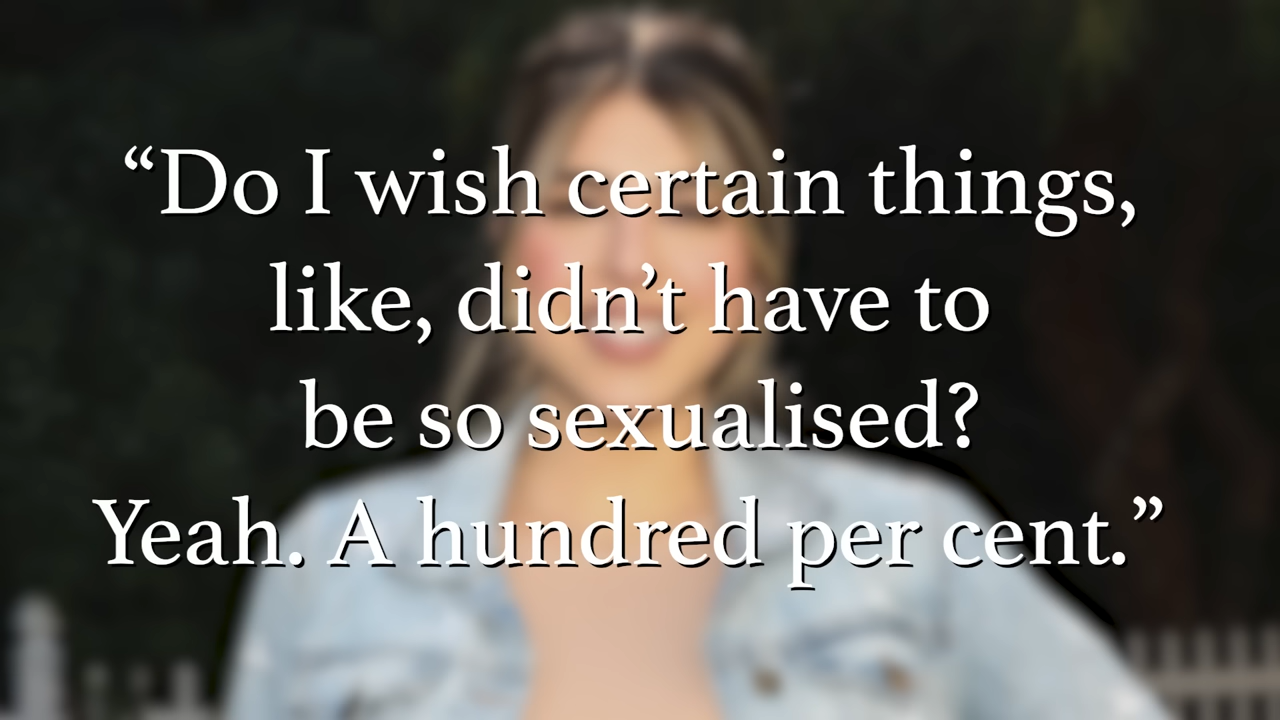 “Do I wish certain things,
like, didn’t have to
be so sexualised?
Yeah. A hundred per cent.”